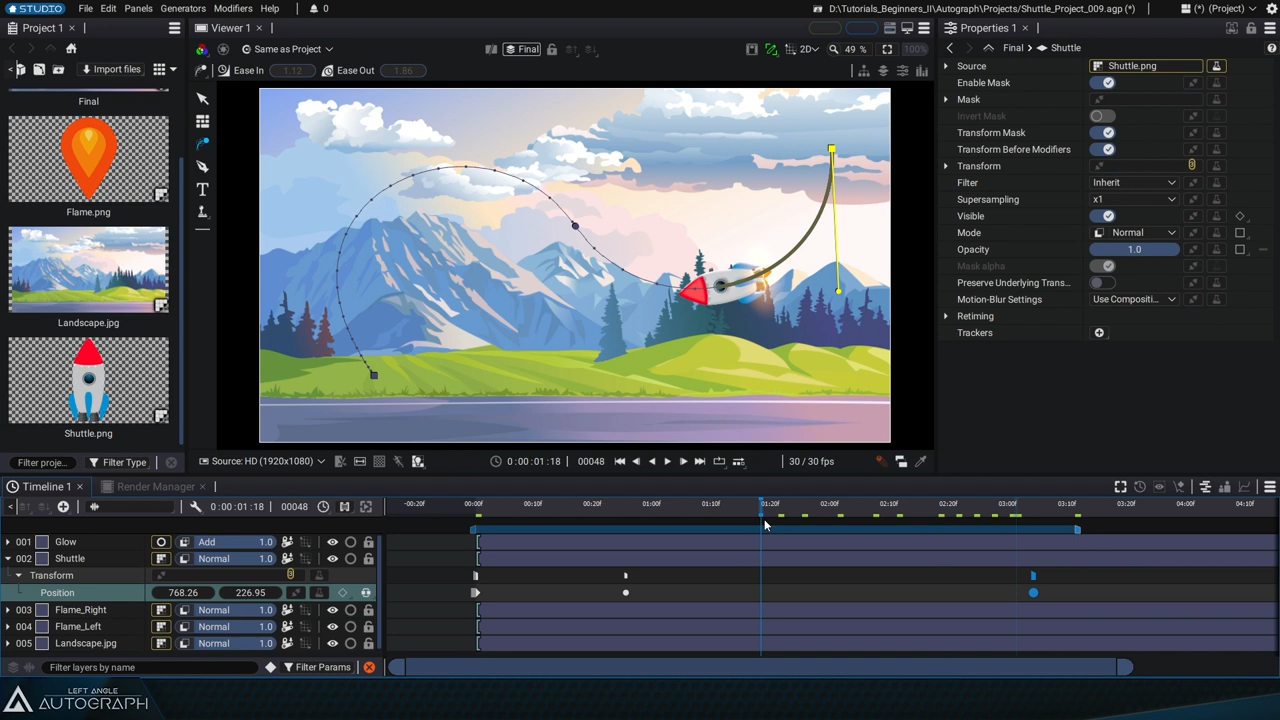 STUDIO File Edit Panels Generators Modifiers Help 0 D:\Tutorials_Beginners_II\Autograph\Projects\Shuttle_Project_009.agp (*) (*) (Project)
Project 1 Viewer 1 Properties 1
Same as Project Final 2D 49 % 100% Final Shuttle
Import files Ease In 1.12 Ease Out 1.86
Final
Flame.png
Landscape.jpg
Shuttle.png
Filter proje... Filter Type
Source Shuttle.png
Enable Mask
Mask
Invert Mask
Transform Mask
Transform Before Modifiers
Transform
Filter Inherit
Supersampling x1
Visible
Mode Normal
Opacity 1.0
Mask alpha
Preserve Underlying Trans...
Motion-Blur Settings Use Compositi...
Retiming
Trackers
Source: HD (1920x1080) 0:00:01:18 00048 30 / 30 fps
Timeline 1 Render Manager
0:00:01:18 00048 -00:20f 00:00f 00:10f 00:20f 01:00f 01:10f 01:20f 02:00f 02:10f 02:20f 03:00f 03:10f 03:20f 04:00f 04:10f
001 Glow Add 1.0
002 Shuttle Normal 1.0
Transform
Position 768.26 226.95
003 Flame_Right Normal 1.0
004 Flame_Left Normal 1.0
005 Landscape.jpg Normal 1.0
Filter layers by name Filter Params
LEFT ANGLE
AUTOGRAPH